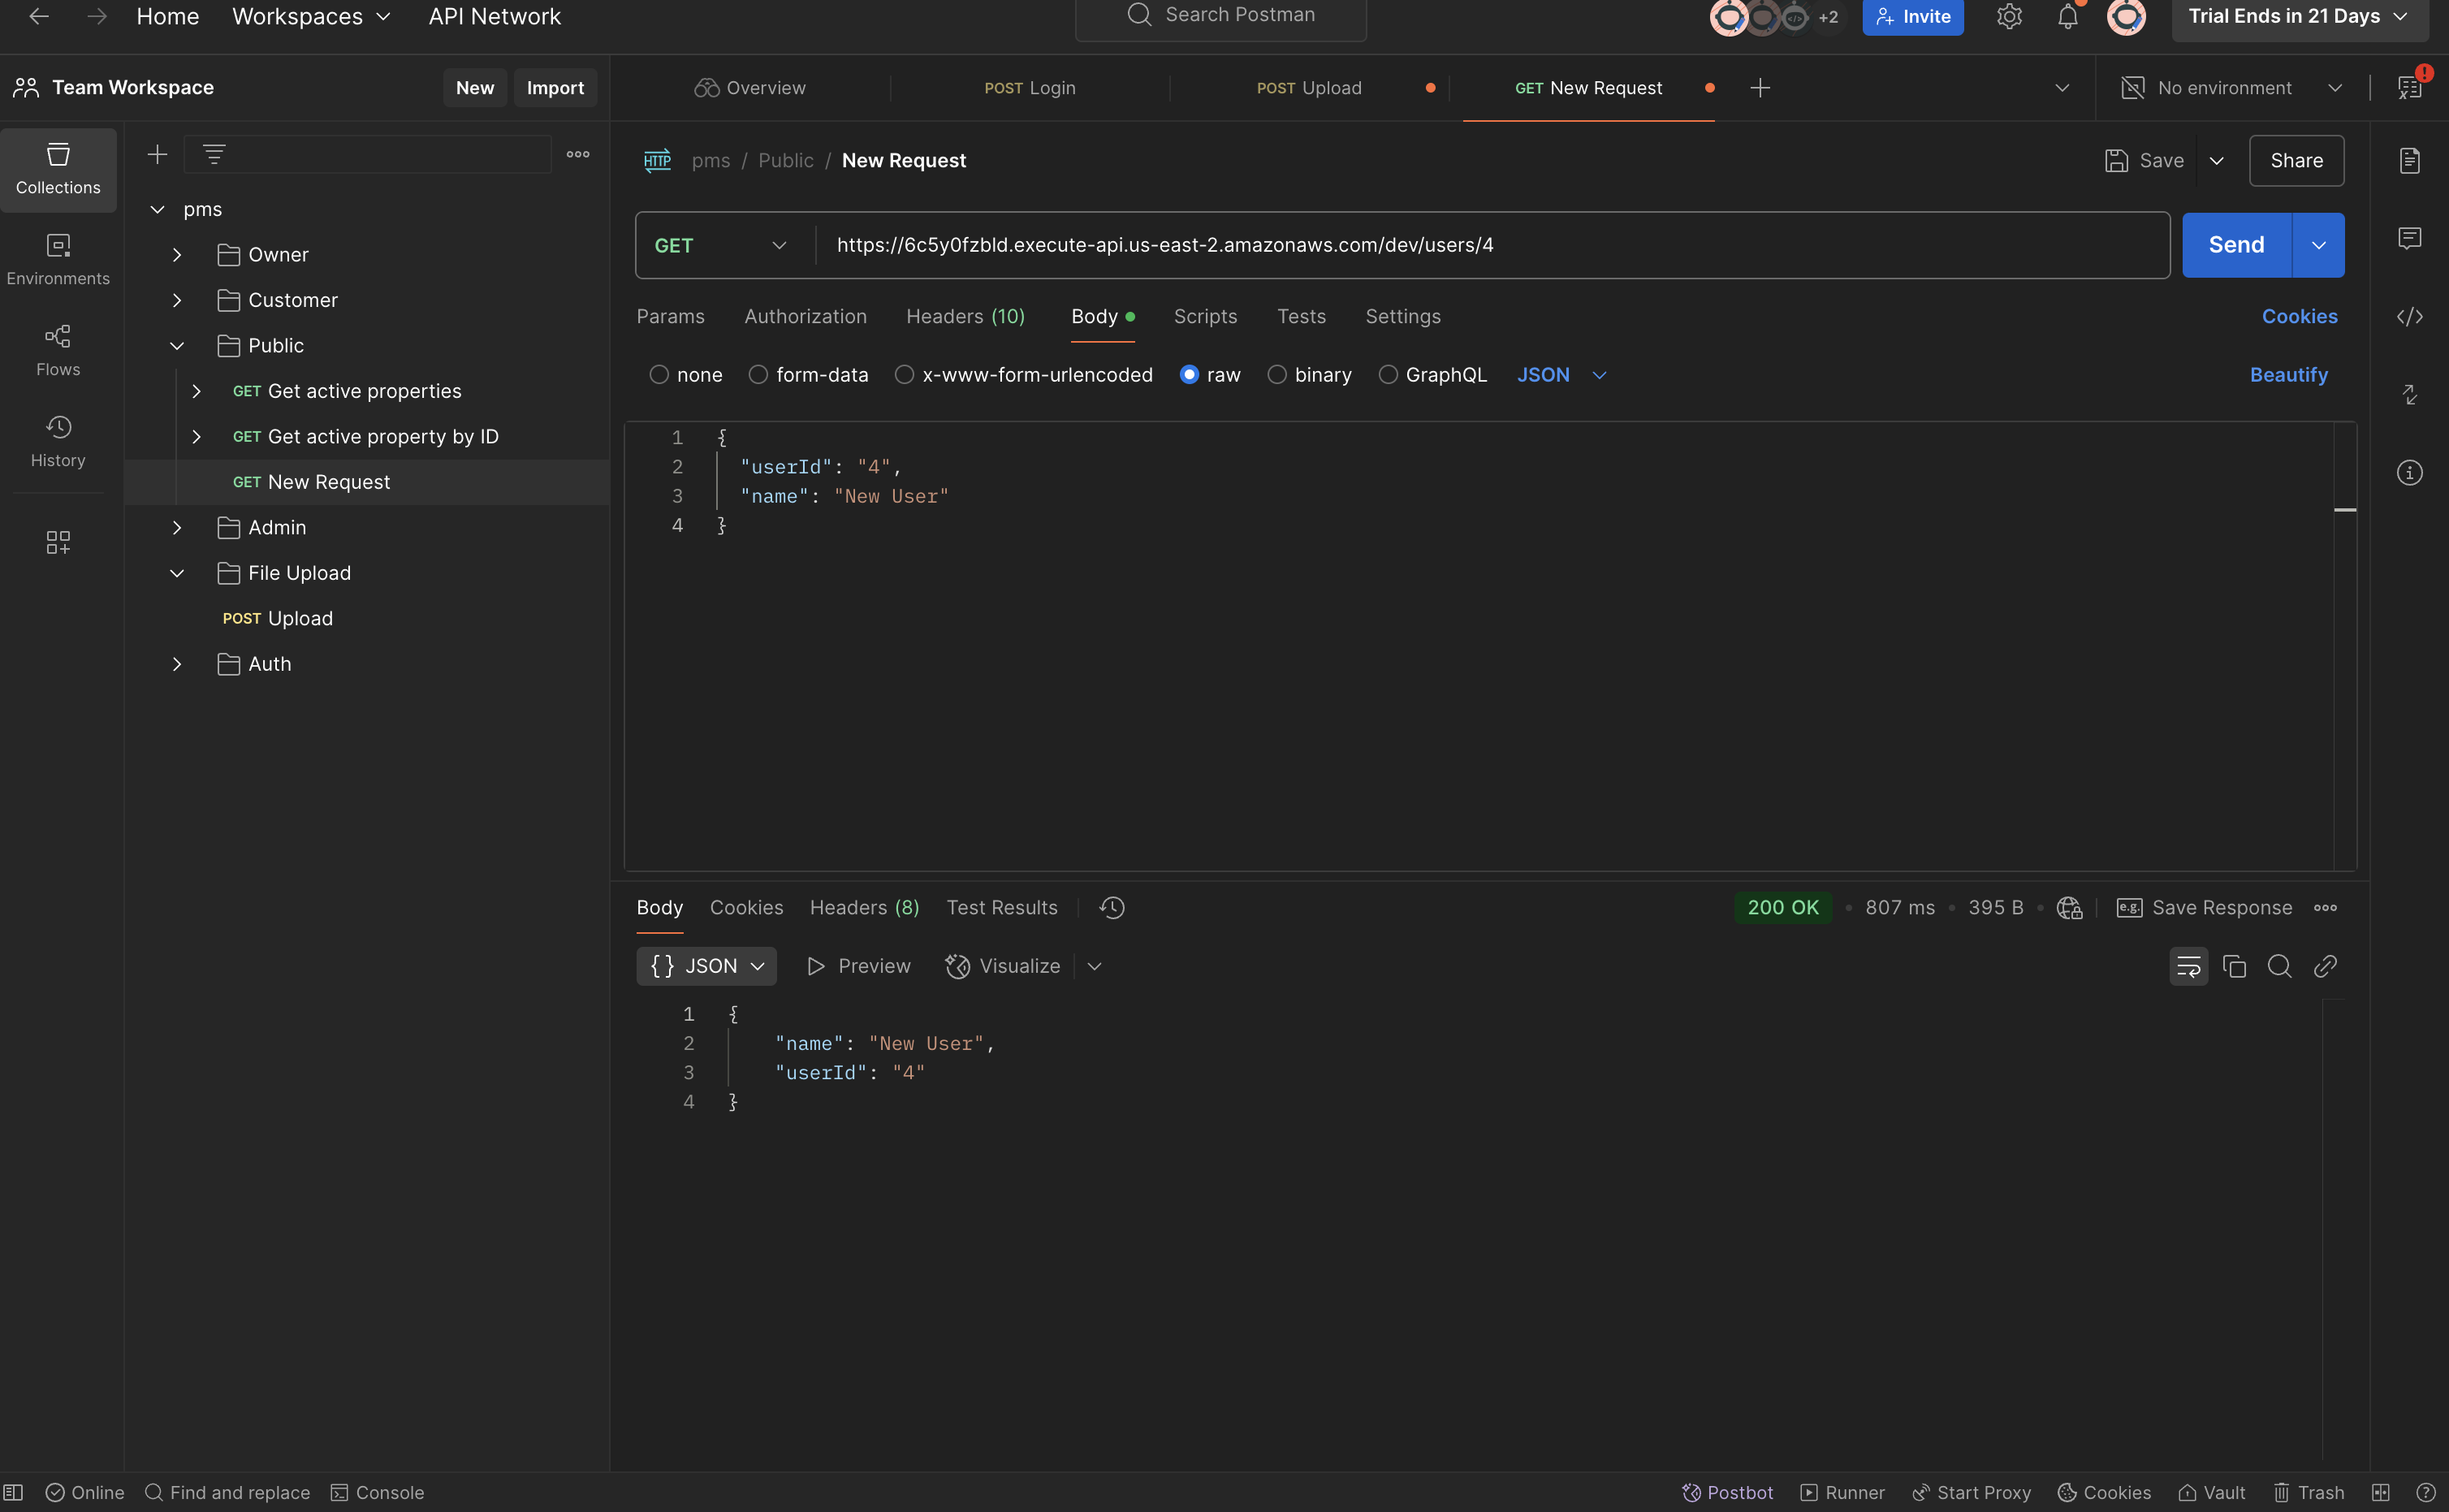 Home Workspaces API Network Search Postman +2 Invite Trial Ends in 21 Days
Team Workspace New Import Overview POST Login POST Upload GET New Request No environment
Collections
Environments
Flows
History
pms
Owner
Customer
Public
GET Get active properties
GET Get active property by ID
GET New Request
Admin
File Upload
POST Upload
Auth
HTTP pms / Public / New Request Save Share
GET https://6c5y0fzbld.execute-api.us-east-2.amazonaws.com/dev/users/4 Send
Params Authorization Headers (10) Body Scripts Tests Settings Cookies
none form-data x-www-form-urlencoded raw binary GraphQL JSON Beautify
1 {
2 "userId": "4",
3 "name": "New User"
4 }
Body Cookies Headers (8) Test Results 200 OK • 807 ms • 395 B • e.g. Save Response
{} JSON Preview Visualize
1 {
2 "name": "New User",
3 "userId": "4"
4 }
Online Find and replace Console Postbot Runner Start Proxy Cookies Vault Trash